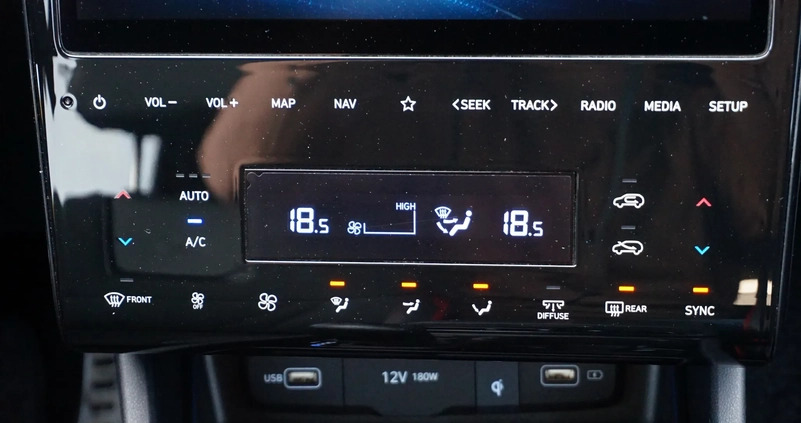 VOL− VOL+ MAP NAV <SEEK TRACK> RADIO MEDIA SETUP
AUTO
HIGH
18.5 18.5
A/C
FRONT OFF DIFFUSE REAR SYNC
USB 12V 180W